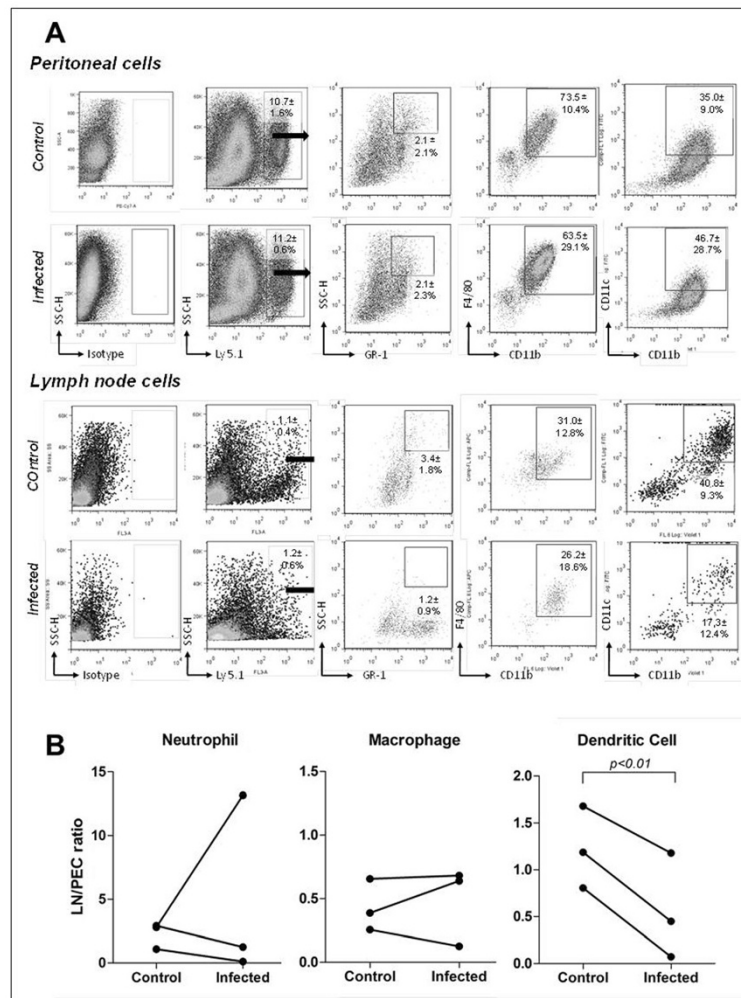 A
Peritoneal cells
Control
10.7±
1.6%
2.1 ±
2.1%
73.5 ±
10.4%
35.0±
9.0%
Infected
11.2±
0.6%
2.1±
2.3%
63.5±
29.1%
46.7±
28.7%
SSC-H
Isotype
SSC-H
Ly5.1
SSC-H
GR-1
F4/80
CD11b
CD11c
CD11b
Lymph node cells
COntrol
1.1±
0.4%
3.4±
1.8%
31.0±
12.8%
40.8±
9.3%
Infected
1.2±
0.6%
1.2±
0.9%
26.2±
18.6%
17,3±
12.4%
SSC-H
Isotype
SSC-H
Ly5.1
SSC-H
GR-1
F4/80
CD11b
CD11c
CD11b
B
Neutrophil
Macrophage
Dendritic Cell
p<0.01
LN/PEC ratio
15
10
5
0
Control
Infected
1.5
1.0
0.5
0.0
Control
Infected
2.0
1.5
1.0
0.5
0.0
Control
Infected